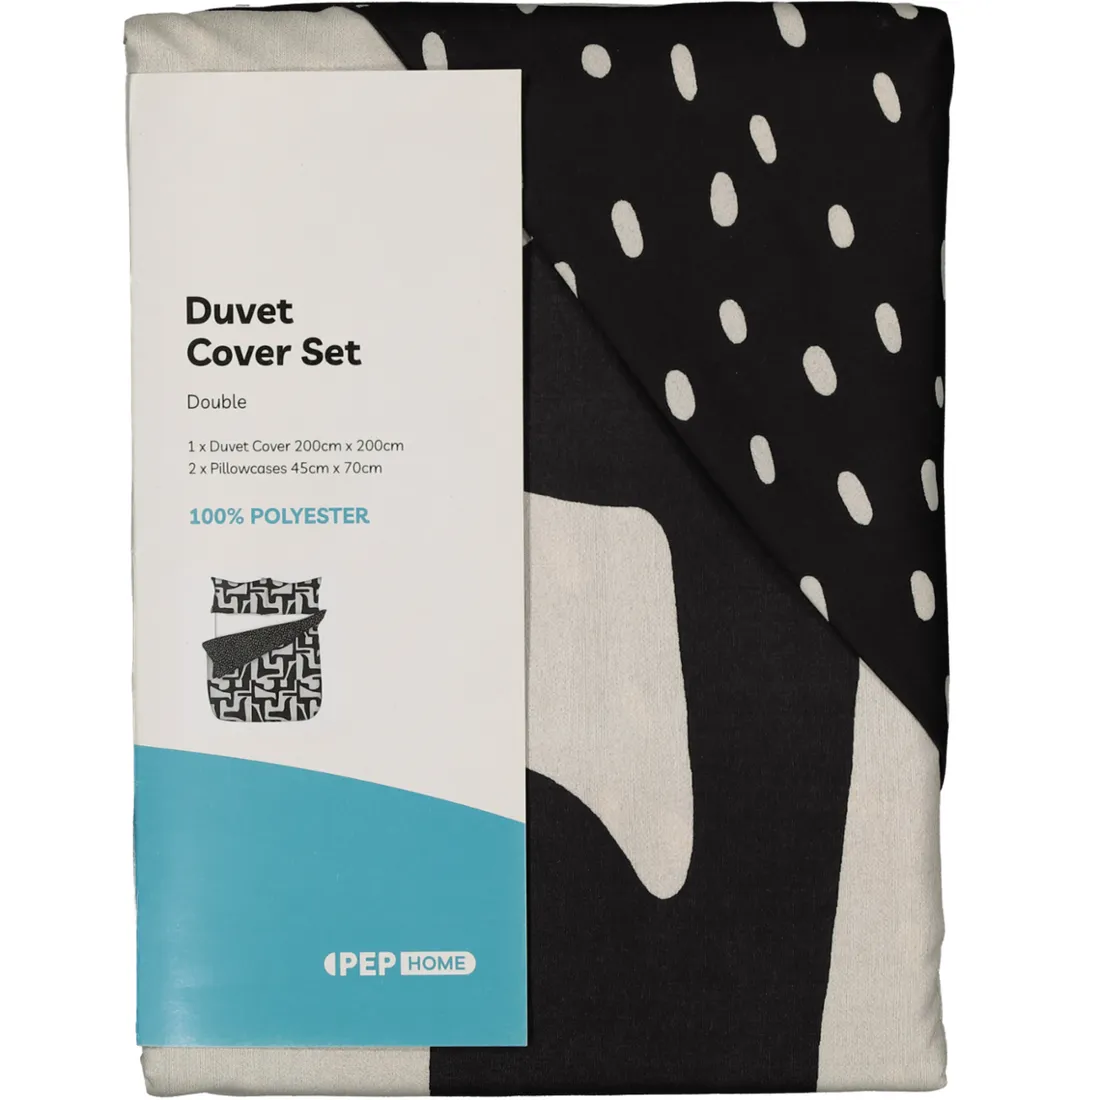 Duvet
Cover Set
Double
1 x Duvet Cover 200cm x 200cm
2 x Pillowcases 45cm x 70cm
100% POLYESTER
PEP HOME